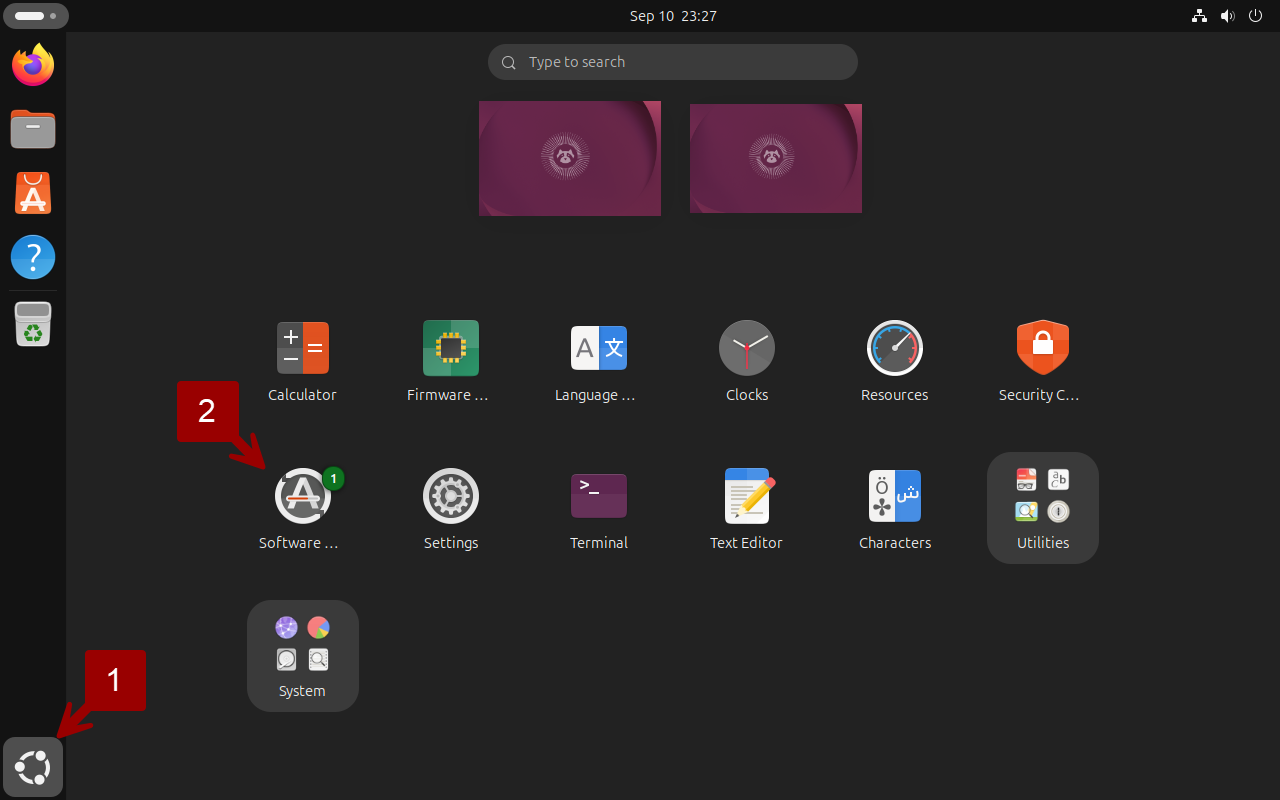 Sep 10 23:27
Type to search
Calculator
Firmware ...
Language ...
Clocks
Resources
Security C...
2
1
Software ...
Settings
Terminal
Text Editor
Characters
Utilities
System
1